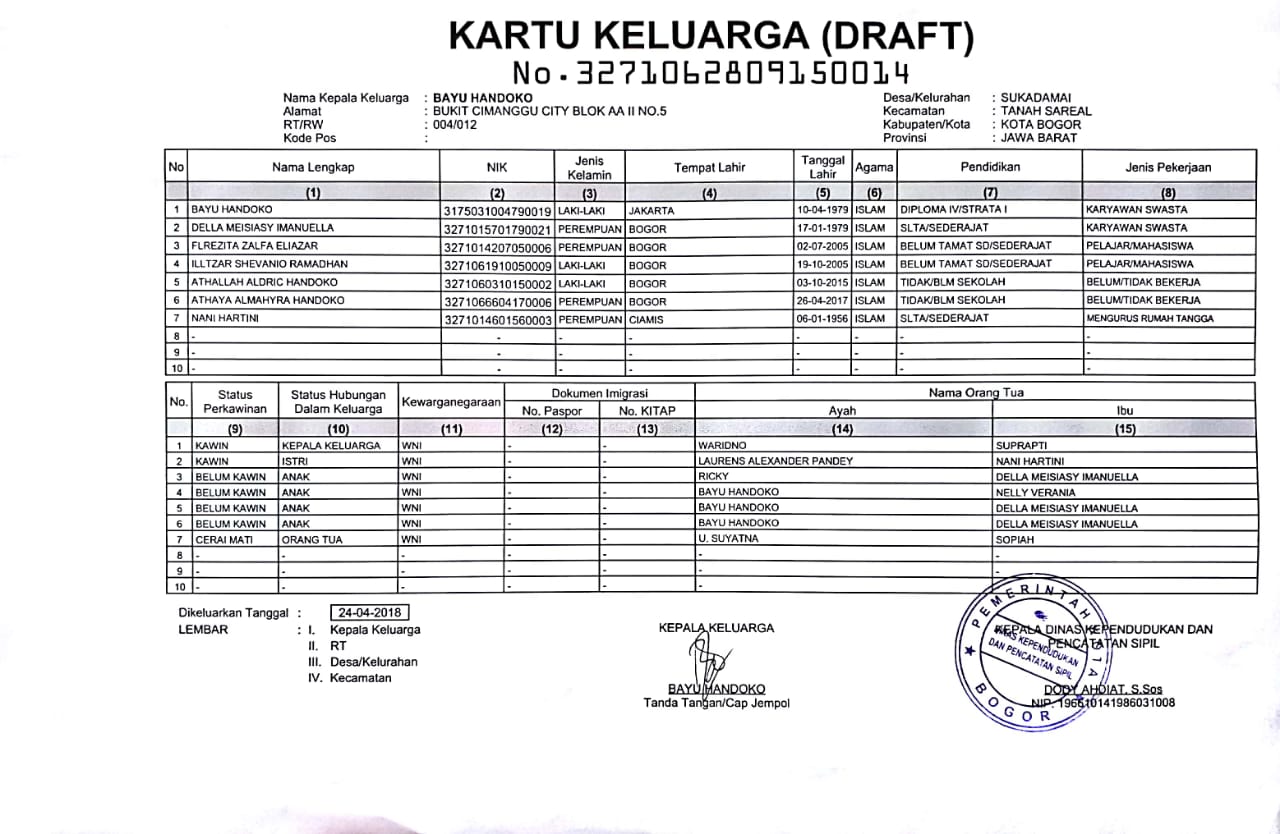 KARTU KELUARGA (DRAFT)
No.3271062809150014
Nama Kepala Keluarga : BAYU HANDOKO Desa/Kelurahan : SUKADAMAI
Alamat : BUKIT CIMANGGU CITY BLOK AA II NO.5 Kecamatan : TANAH SAREAL
RT/RW : 004/012 Kabupaten/Kota : KOTA BOGOR
Kode Pos : Provinsi : JAWA BARAT
No Nama Lengkap NIK Jenis Kelamin Tempat Lahir Tanggal Lahir Agama Pendidikan Jenis Pekerjaan
(1) (2) (3) (4) (5) (6) (7) (8)
1 BAYU HANDOKO 3175031004790019 LAKI-LAKI JAKARTA 10-04-1979 ISLAM DIPLOMA IV/STRATA I KARYAWAN SWASTA
2 DELLA MEISIASY IMANUELLA 3271015701790021 PEREMPUAN BOGOR 17-01-1979 ISLAM SLTA/SEDERAJAT KARYAWAN SWASTA
3 FLREZITA ZALFA ELIAZAR 3271014207050006 PEREMPUAN BOGOR 02-07-2005 ISLAM BELUM TAMAT SD/SEDERAJAT PELAJAR/MAHASISWA
4 ILLTZAR SHEVANIO RAMADHAN 3271061910050009 LAKI-LAKI BOGOR 19-10-2005 ISLAM BELUM TAMAT SD/SEDERAJAT PELAJAR/MAHASISWA
5 ATHALLAH ALDRIC HANDOKO 3271060310150002 LAKI-LAKI BOGOR 03-10-2015 ISLAM TIDAK/BLM SEKOLAH BELUM/TIDAK BEKERJA
6 ATHAYA ALMAHYRA HANDOKO 3271066604170006 PEREMPUAN BOGOR 26-04-2017 ISLAM TIDAK/BLM SEKOLAH BELUM/TIDAK BEKERJA
7 NANI HARTINI 3271014601560003 PEREMPUAN CIAMIS 06-01-1956 ISLAM SLTA/SEDERAJAT MENGURUS RUMAH TANGGA
8 - - - - - - - -
9 - - - - - - - -
10 - - - - - - - -
No. Status Perkawinan Status Hubungan Dalam Keluarga Kewarganegaraan Dokumen Imigrasi Nama Orang Tua
No. Paspor No. KITAP Ayah Ibu
(9) (10) (11) (12) (13) (14) (15)
1 KAWIN KEPALA KELUARGA WNI - - WARIDNO SUPRAPTI
2 KAWIN ISTRI WNI - - LAURENS ALEXANDER PANDEY NANI HARTINI
3 BELUM KAWIN ANAK WNI - - RICKY DELLA MEISIASY IMANUELLA
4 BELUM KAWIN ANAK WNI - - BAYU HANDOKO NELLY VERANIA
5 BELUM KAWIN ANAK WNI - - BAYU HANDOKO DELLA MEISIASY IMANUELLA
6 BELUM KAWIN ANAK WNI - - BAYU HANDOKO DELLA MEISIASY IMANUELLA
7 CERAI MATI ORANG TUA WNI - - U. SUYATNA SOPIAH
8 - - - - - - -
9 - - - - - - -
10 - - - - - - -
Dikeluarkan Tanggal : 24-04-2018
LEMBAR : I. Kepala Keluarga
II. RT
III. Desa/Kelurahan
IV. Kecamatan
KEPALA KELUARGA
BAYU HANDOKO
Tanda Tangan/Cap Jempol
KEPALA DINAS KEPENDUDUKAN DAN
PENCATATAN SIPIL
DODY AHDIAT, S.Sos
NIP. 196610141986031008
PEMERINTAH
DINAS KEPENDUDUKAN
DAN PENCATATAN SIPIL
BOGOR